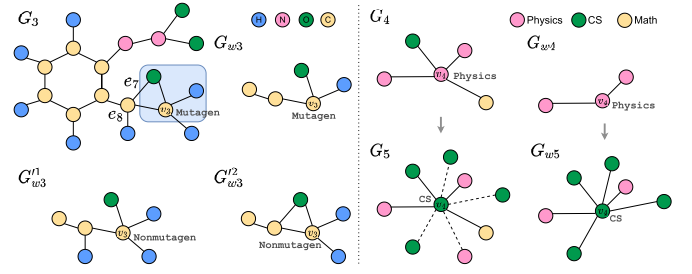 G3
H N O C
Gw3
e7
e8
v3
Mutagen
v3
Mutagen
G'1w3
v3
Nonmutagen
G'2w3
v3
Nonmutagen
G4
Physics CS Math
v4
Physics
Gw4
v4
Physics
G5
CS
v4
Gw5
v4
CS